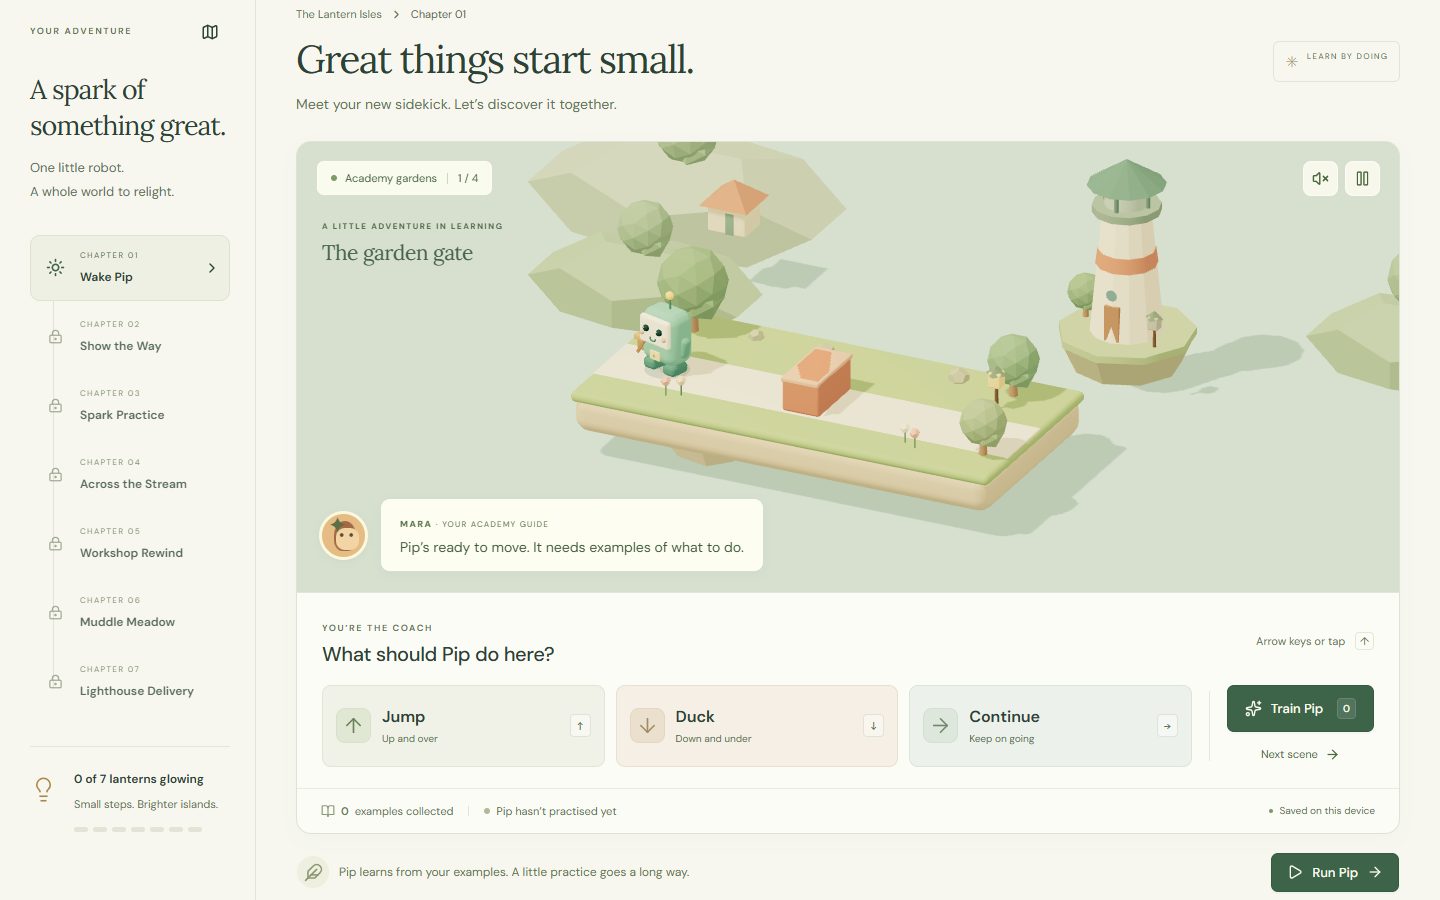 YOUR ADVENTURE
A spark of
something great.
One little robot.
A whole world to relight.
CHAPTER 01
Wake Pip
CHAPTER 02
Show the Way
CHAPTER 03
Spark Practice
CHAPTER 04
Across the Stream
CHAPTER 05
Workshop Rewind
CHAPTER 06
Muddle Meadow
CHAPTER 07
Lighthouse Delivery
0 of 7 lanterns glowing
Small steps. Brighter islands.
The Lantern Isles > Chapter 01
Great things start small.
Meet your new sidekick. Let’s discover it together.
LEARN BY DOING
Academy gardens | 1 / 4
A LITTLE ADVENTURE IN LEARNING
The garden gate
MARA · YOUR ACADEMY GUIDE
Pip’s ready to move. It needs examples of what to do.
YOU’RE THE COACH
What should Pip do here?
Arrow keys or tap ↑
Jump
Up and over
↑
Duck
Down and under
↓
Continue
Keep on going
→
Train Pip 0
Next scene →
0 examples collected
Pip hasn’t practised yet
Saved on this device
Pip learns from your examples. A little practice goes a long way.
Run Pip →